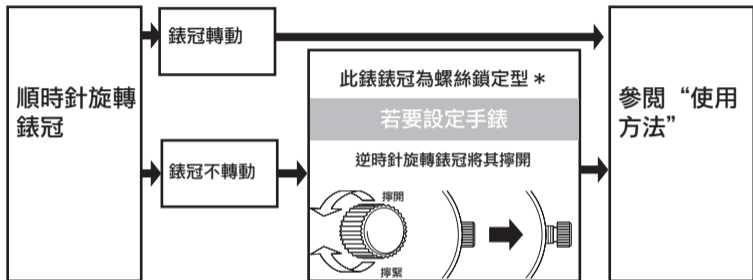 順時針旋轉
錶冠
錶冠轉動
錶冠不轉動
此錶錶冠為螺絲鎖定型＊
若要設定手錶
逆時針旋轉錶冠將其擰開
擰開
擰緊
參閱“使用
方法”